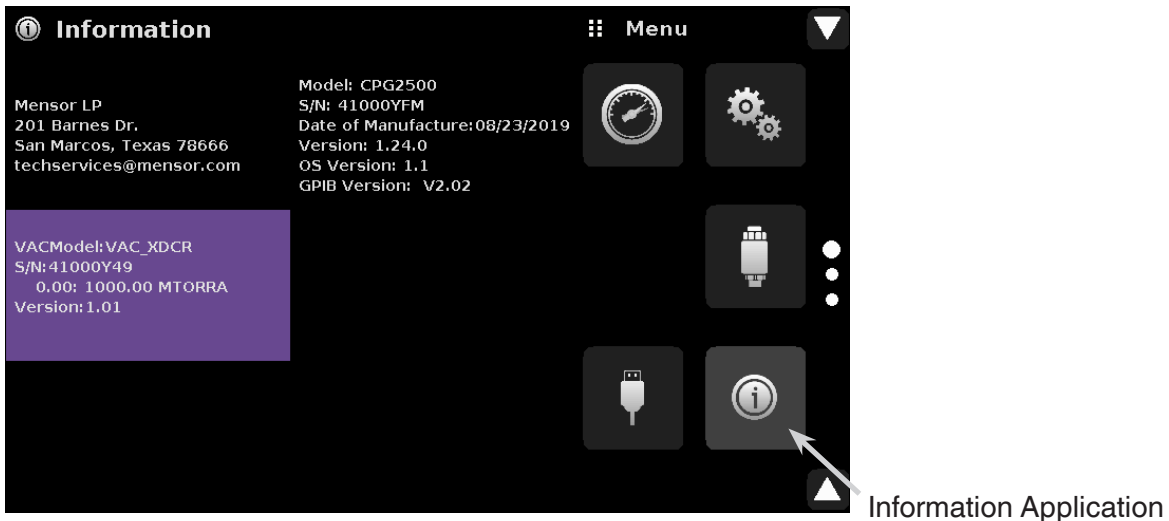 Information
Menu
Mensor LP
201 Barnes Dr.
San Marcos, Texas 78666
techservices@mensor.com
Model: CPG2500
S/N: 41000YFM
Date of Manufacture:08/23/2019
Version: 1.24.0
OS Version: 1.1
GPIB Version: V2.02
VACModel:VAC_XDCR
S/N:41000Y49
0.00: 1000.00 MTORRA
Version:1.01
Information Application